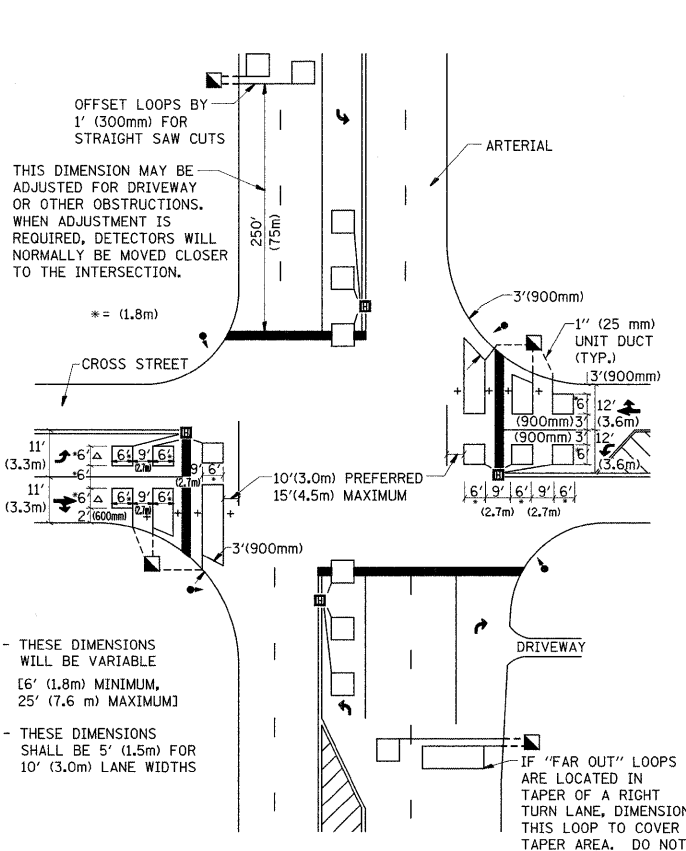 OFFSET LOOPS BY
1' (300mm) FOR
STRAIGHT SAW CUTS
ARTERIAL
THIS DIMENSION MAY BE
ADJUSTED FOR DRIVEWAY
OR OTHER OBSTRUCTIONS.
WHEN ADJUSTMENT IS
REQUIRED, DETECTORS WILL
NORMALLY BE MOVED CLOSER
TO THE INTERSECTION.
250'
(75m)
*= (1.8m)
3'(900mm)
1'' (25 mm)
UNIT DUCT
(TYP.)
CROSS STREET
3'(900mm)
*6'
12'
(3.6m)
(900mm) 3'
(900mm) 3'
12'
*6'
(3.6m)
H
H
H
H
11'
(3.3m)
*6'
6' 9' 6'
(2.7m)
*6'
9' 6'
(2.7m) *
11'
(3.3m)
*6'
6' 9' 6'
(2.7m)
2' (600mm)
10'(3.0m) PREFERRED
15'(4.5m) MAXIMUM
6' 9' 6' 9' 6'
* (2.7m) * (2.7m) *
3'(900mm)
- THESE DIMENSIONS
WILL BE VARIABLE
[6' (1.8m) MINIMUM,
25' (7.6 m) MAXIMUM]
DRIVEWAY
- THESE DIMENSIONS
SHALL BE 5' (1.5m) FOR
10' (3.0m) LANE WIDTHS
IF "FAR OUT" LOOPS
ARE LOCATED IN
TAPER OF A RIGHT
TURN LANE, DIMENSION
THIS LOOP TO COVER
TAPER AREA. DO NOT